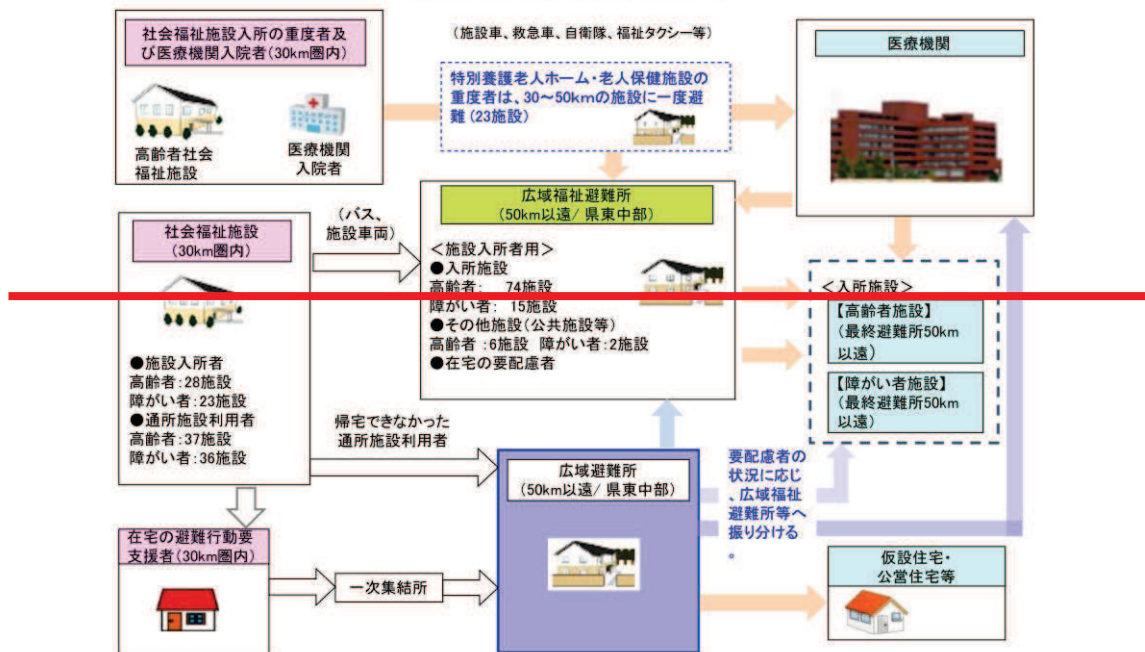 社会福祉施設入所の重度者及
び医療機関入院者(30km圏内)
高齢者社会
福祉施設
医療機関
入院者
(施設車、救急車、自衛隊、福祉タクシー等)
特別養護老人ホーム・老人保健施設の
重度者は、30～50kmの施設に一度避
難(23施設)
医療機関
社会福祉施設
(30km圏内)
●施設入所者
高齢者:28施設
障がい者:23施設
●通所施設利用者
高齢者:37施設
障がい者:36施設
(バス、
施設車両)
広域福祉避難所
(50km以遠/ 県東中部)
＜施設入所者用＞
●入所施設
高齢者: 74施設
障がい者: 15施設
●その他施設(公共施設等)
高齢者:6施設 障がい者:2施設
●在宅の要配慮者
＜入所施設＞
【高齢者施設】
(最終避難所50km
以遠)
【障がい者施設】
(最終避難所50km
以遠)
帰宅できなかった
通所施設利用者
広域避難所
(50km以遠/ 県東中部)
要配慮者の
状況に応じ
、広域福祉
避難所等へ
振り分ける
。
在宅の避難行動要
支援者(30km圏内)
一次集結所
仮設住宅・
公営住宅等